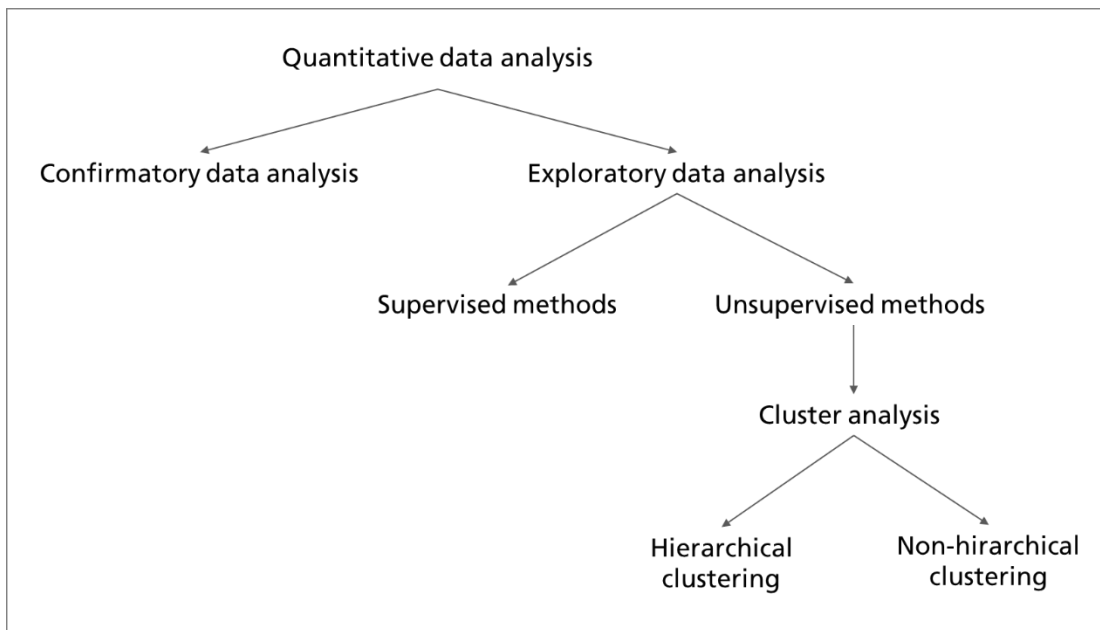 Quantitative data analysis
Confirmatory data analysis
Exploratory data analysis
Supervised methods
Unsupervised methods
Cluster analysis
Hierarchical
clustering
Non-hirarchical
clustering